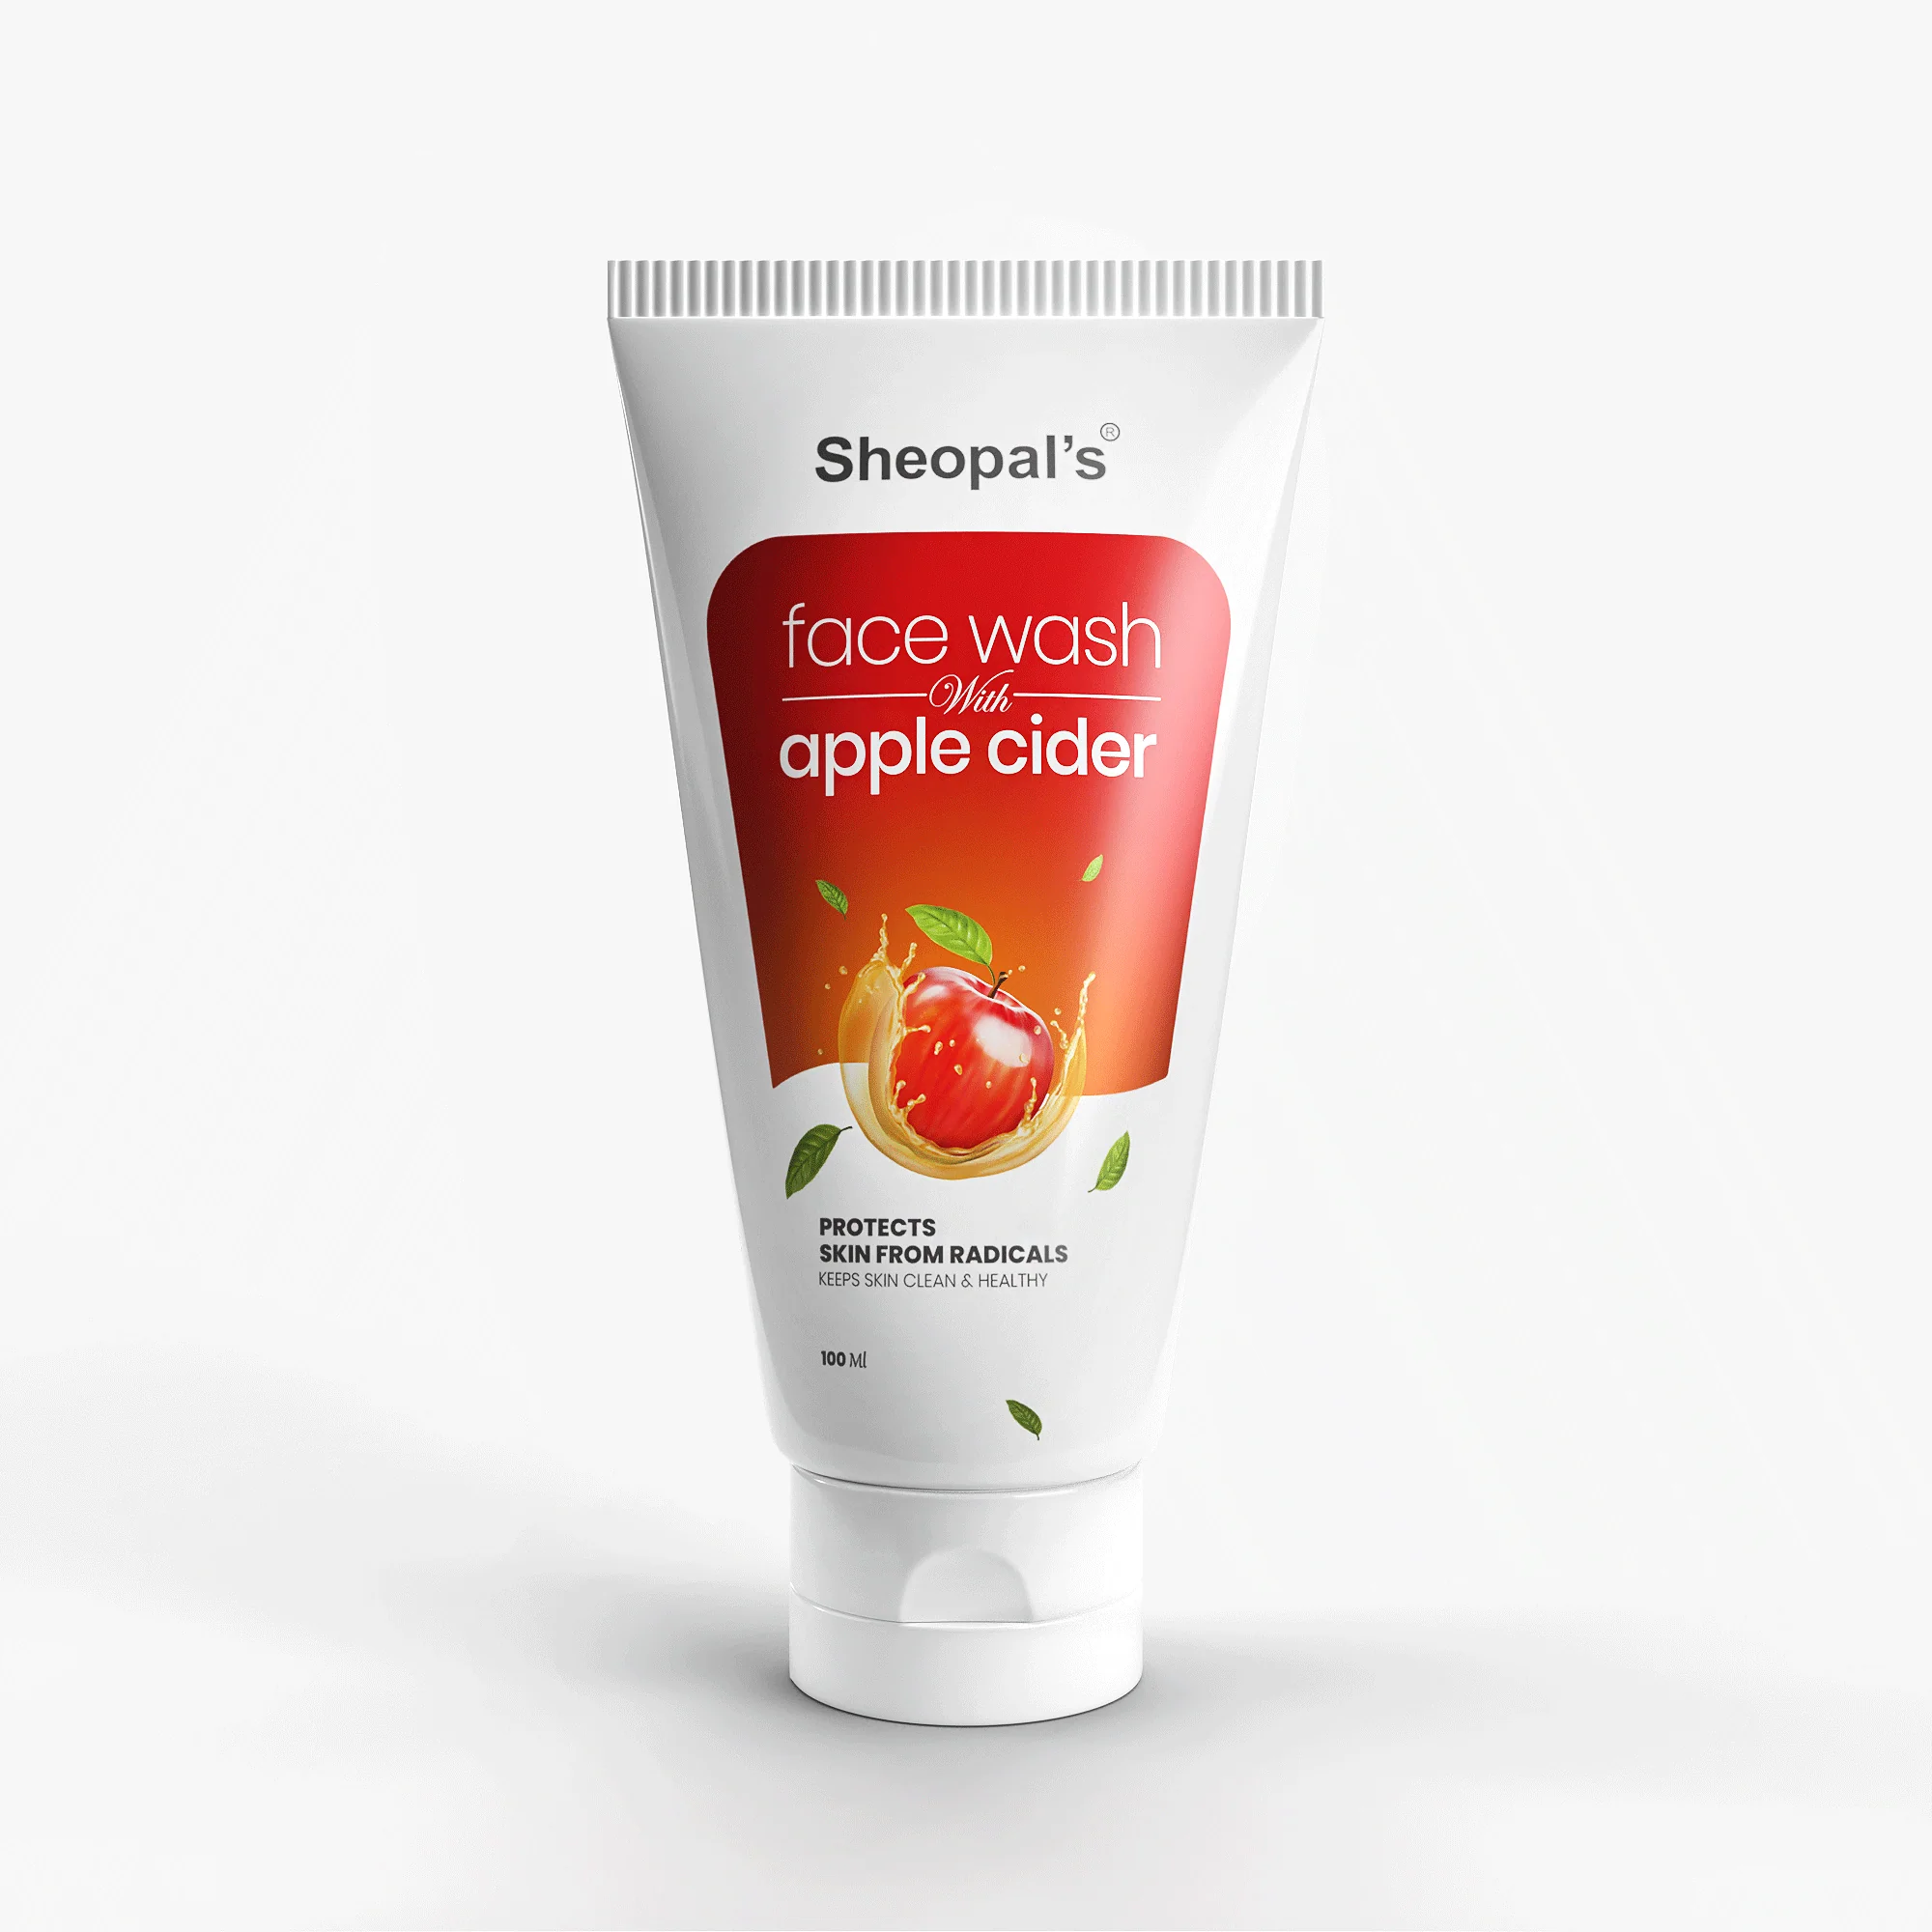 Sheopal's®
face wash
With
apple cider
PROTECTS
SKIN FROM RADICALS
KEEPS SKIN CLEAN & HEALTHY
100 Ml